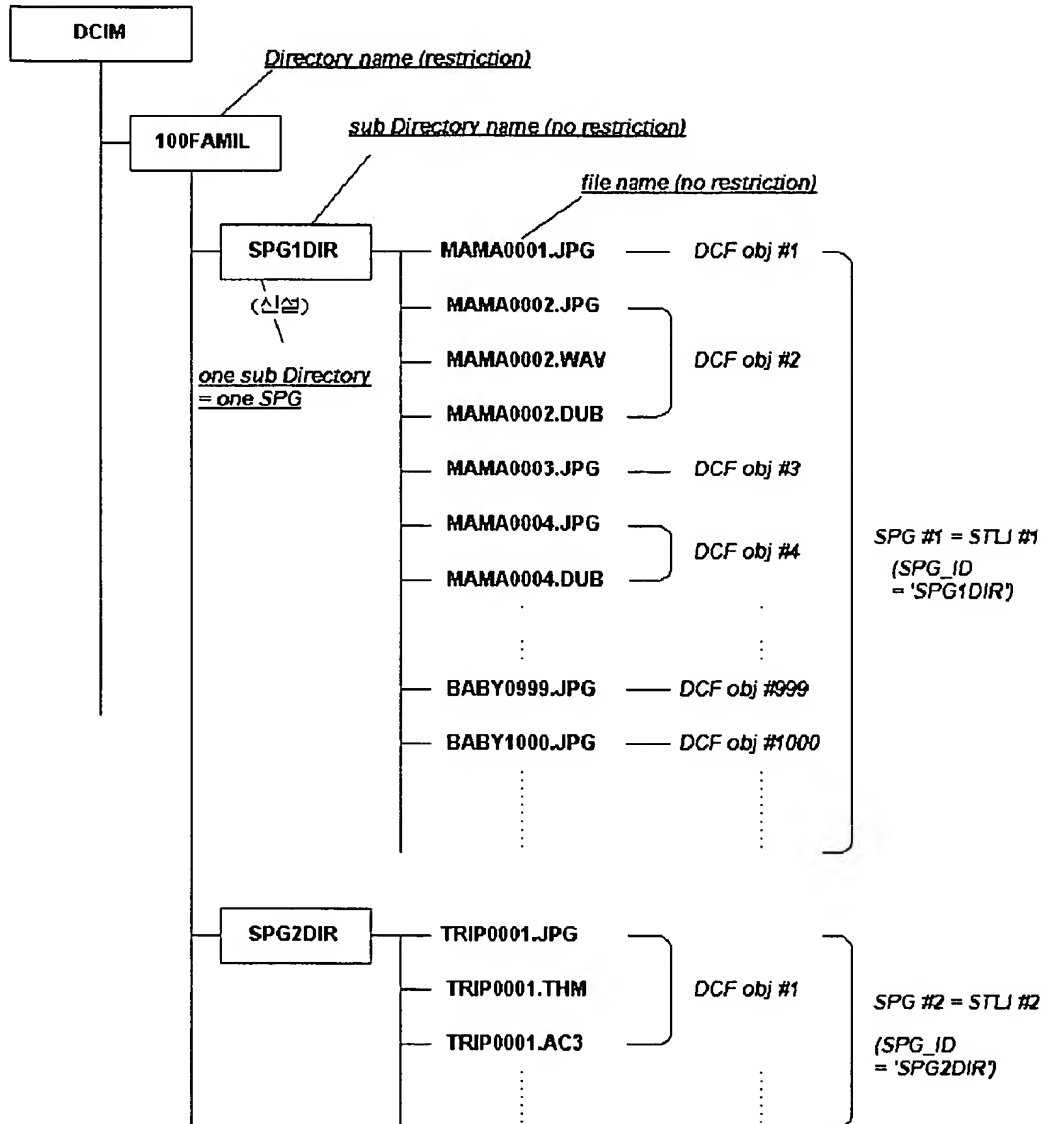 DCIM
Directory name (restriction)
100FAMIL
sub Directory name (no restriction)
file name (no restriction)
SPG1DIR
(신설)
one sub Directory
= one SPG
MAMA0001.JPG
DCF obj #1
MAMA0002.JPG
MAMA0002.WAV
DCF obj #2
MAMA0002.DUB
MAMA0003.JPG
DCF obj #3
MAMA0004.JPG
DCF obj #4
MAMA0004.DUB
BABY0999.JPG
DCF obj #999
BABY1000.JPG
DCF obj #1000
SPG #1 = STLI #1
(SPG_ID
= 'SPG1DIR')
SPG2DIR
TRIP0001.JPG
TRIP0001.THM
DCF obj #1
TRIP0001.AC3
SPG #2 = STLI #2
(SPG_ID
= 'SPG2DIR')